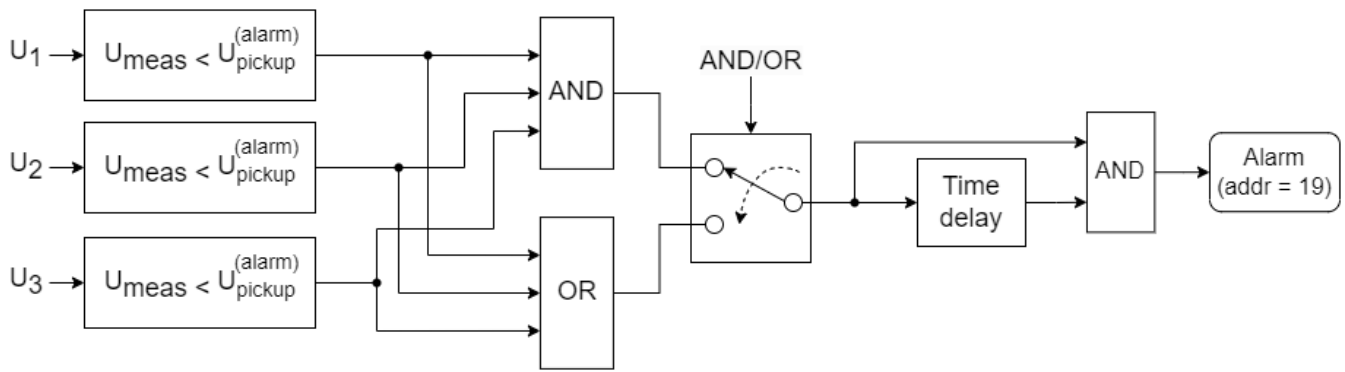 U1
Umeas < U(alarm)pickup
AND
AND/OR
U2
Umeas < U(alarm)pickup
AND
Alarm
(addr = 19)
Time
delay
U3
Umeas < U(alarm)pickup
OR